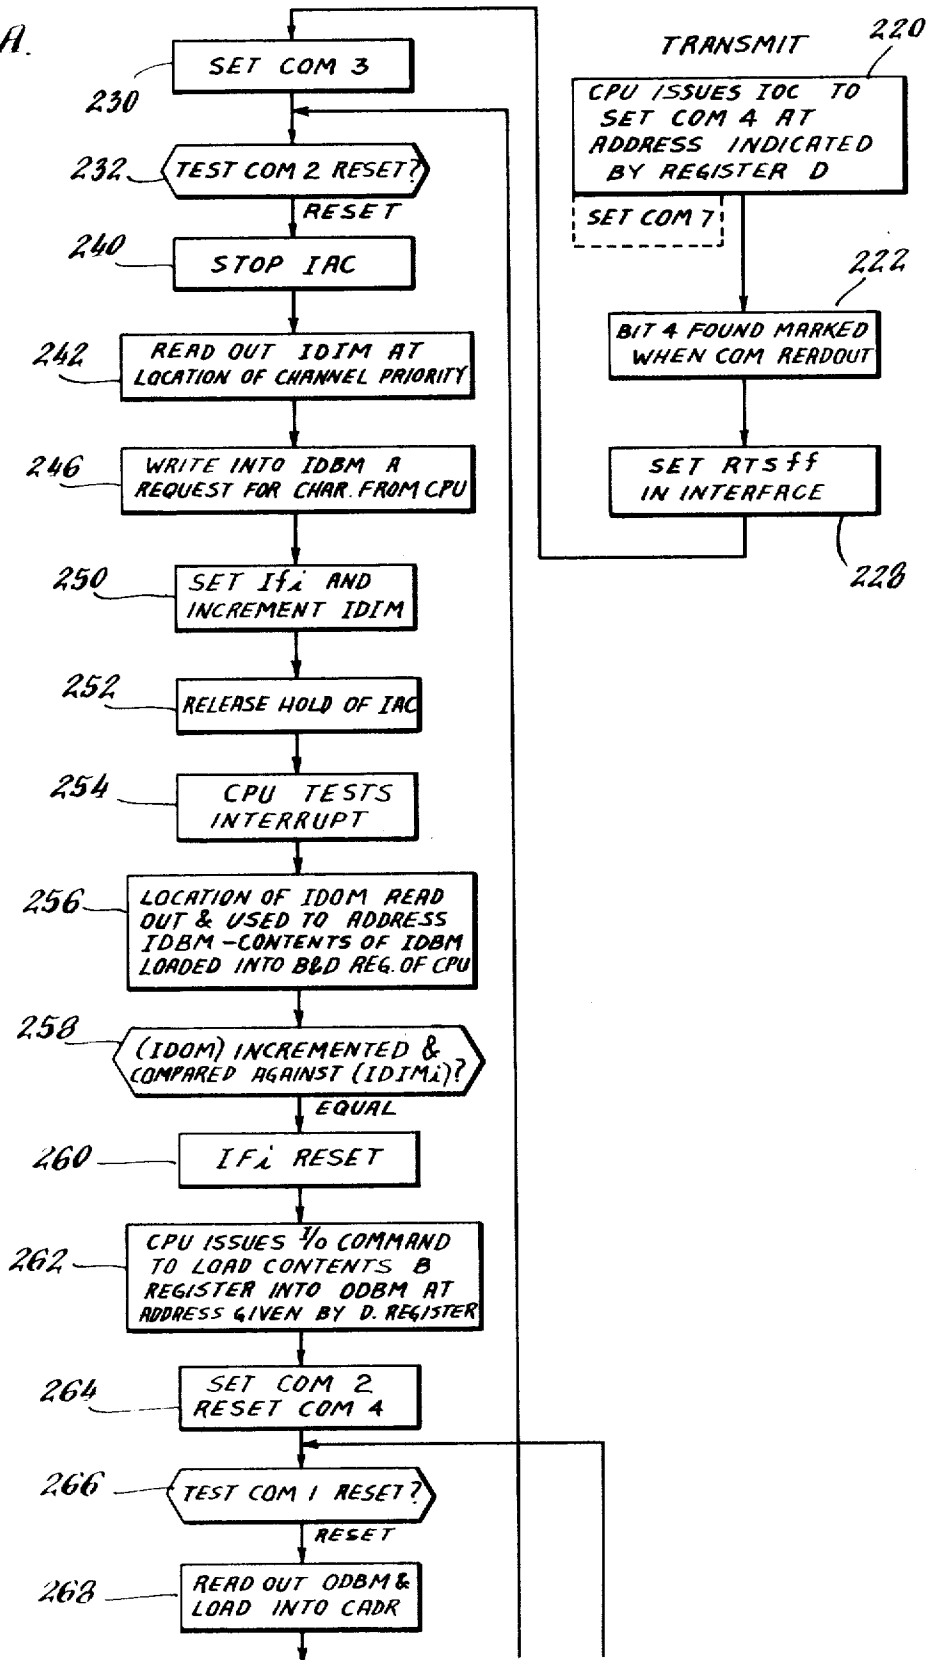 A.
TRANSMIT
220
CPU ISSUES IOC TO
SET COM 4 AT
ADDRESS INDICATED
BY REGISTER D
SET COM 7
222
BIT 4 FOUND MARKED
WHEN COM READOUT
SET RTS ff
IN INTERFACE
228
SET COM 3
230
232
TEST COM 2 RESET?
RESET
240
STOP IAC
242
READ OUT IDIM AT
LOCATION OF CHANNEL PRIORITY
246
WRITE INTO IDBM A
REQUEST FOR CHAR. FROM CPU
250
SET Ifi AND
INCREMENT IDIM
252
RELEASE HOLD OF IAC
254
CPU TESTS
INTERRUPT
256
LOCATION OF IDOM READ
OUT & USED TO ADDRESS
IDBM - CONTENTS OF IDBM
LOADED INTO B&D REG. OF CPU
258
(IDOM) INCREMENTED &
COMPARED AGAINST (IDIMi)?
EQUAL
260
IFi RESET
262
CPU ISSUES I/O COMMAND
TO LOAD CONTENTS B
REGISTER INTO ODBM AT
ADDRESS GIVEN BY D. REGISTER
264
SET COM 2
RESET COM 4
266
TEST COM 1 RESET?
RESET
268
READ OUT ODBM &
LOAD INTO CADR